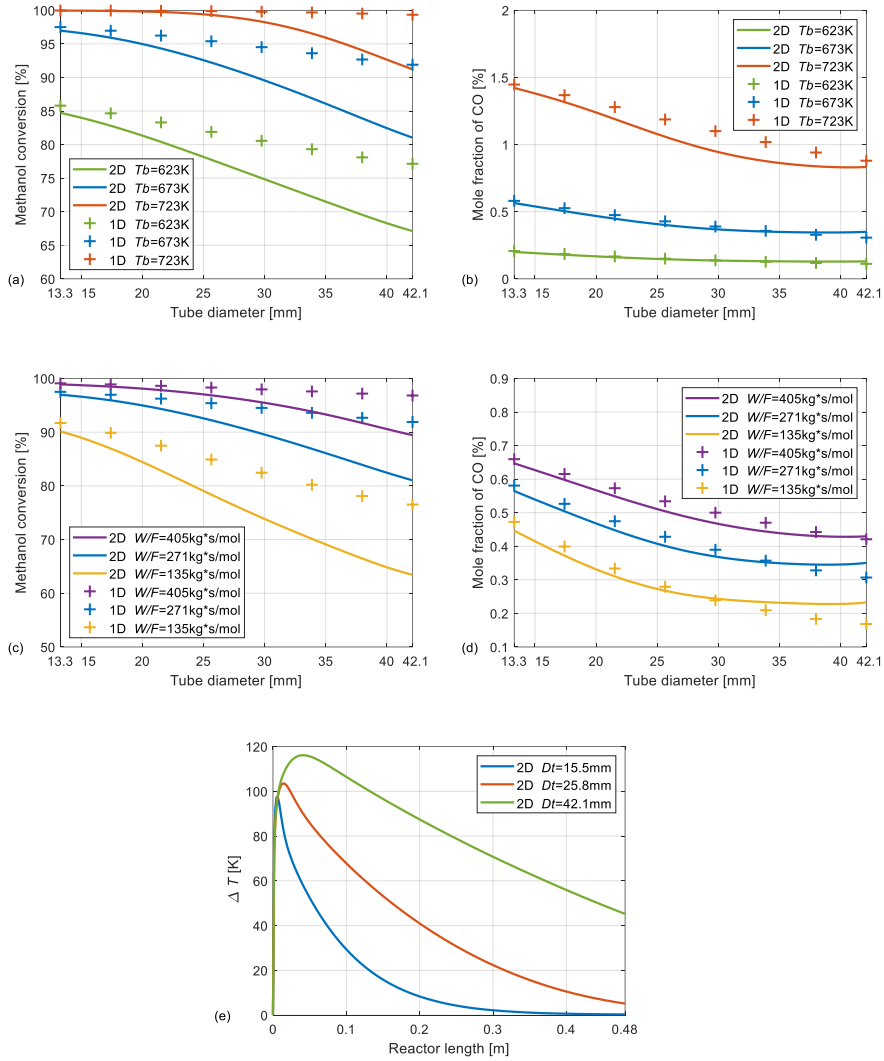 100
95
90
85
80
75
70
65
60
Methanol conversion [%]
2D Tb=623K
2D Tb=673K
2D Tb=723K
1D Tb=623K
1D Tb=673K
1D Tb=723K
(a)
13.3 15 20 25 30 35 42.1
Tube diameter [mm]
2
1.5
1
0.5
0
Mole fraction of CO [%]
2D Tb=623K
2D Tb=673K
2D Tb=723K
1D Tb=623K
1D Tb=673K
1D Tb=723K
(b)
13.3 15 20 25 30 35 42.1
Tube diameter [mm]
100
90
80
70
60
50
Methanol conversion [%]
2D W/F=405kg*s/mol
2D W/F=271kg*s/mol
2D W/F=135kg*s/mol
1D W/F=405kg*s/mol
1D W/F=271kg*s/mol
1D W/F=135kg*s/mol
(c)
13.3 15 20 25 30 35 42.1
Tube diameter [mm]
0.9
0.8
0.7
0.6
0.5
0.4
0.3
0.2
0.1
Mole fraction of CO [%]
2D W/F=405kg*s/mol
2D W/F=271kg*s/mol
2D W/F=135kg*s/mol
1D W/F=405kg*s/mol
1D W/F=271kg*s/mol
1D W/F=135kg*s/mol
(d)
13.3 15 20 25 30 35 42.1
Tube diameter [mm]
120
100
80
60
40
20
0
Δ T [K]
2D Dt=15.5mm
2D Dt=25.8mm
2D Dt=42.1mm
(e)
0 0.1 0.2 0.3 0.4 0.48
Reactor length [m]